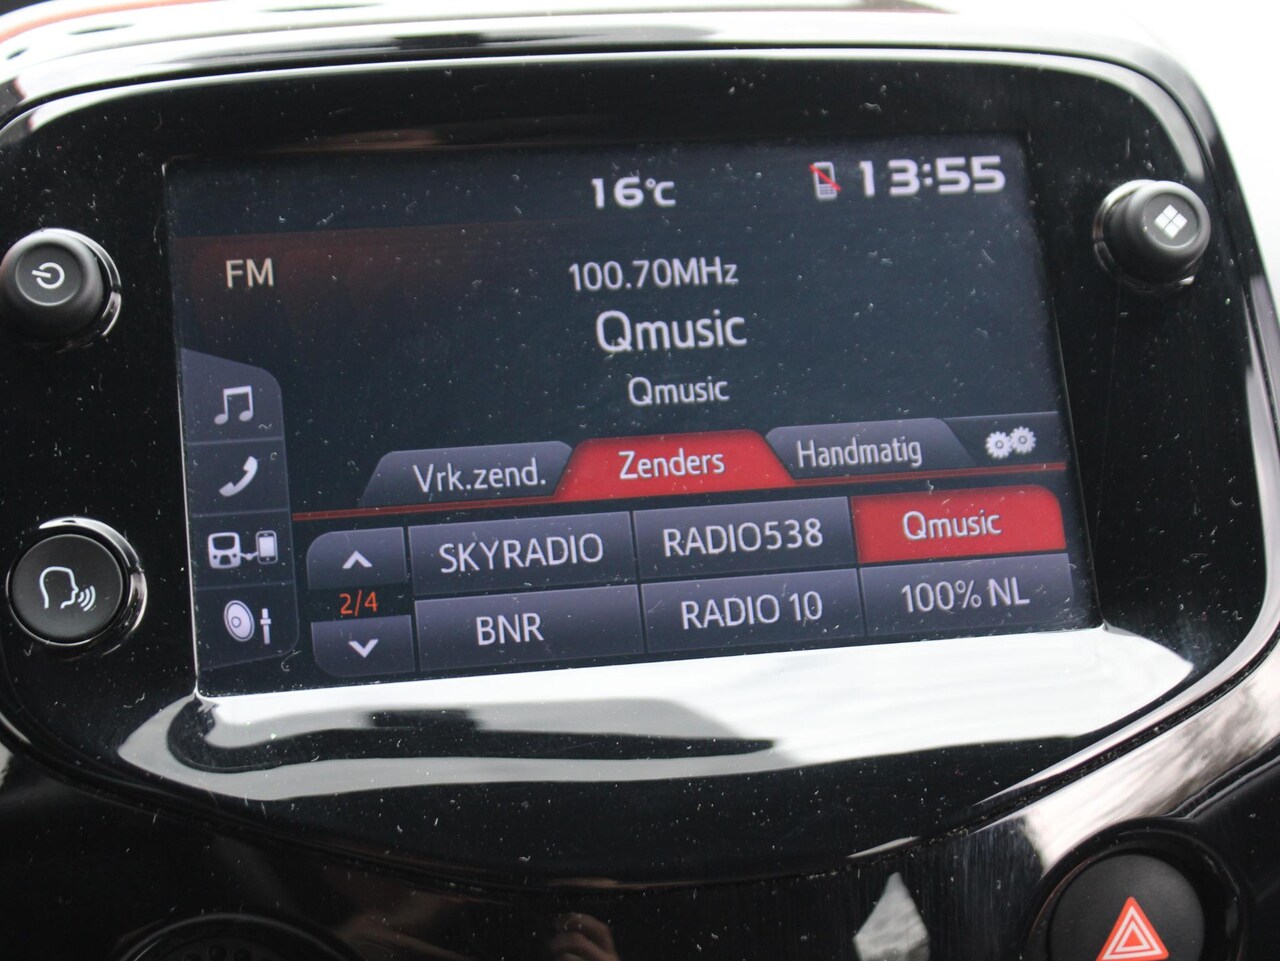 16°C
13:55
FM
100.70MHz
Qmusic
Qmusic
Vrk.zend.
Zenders
Handmatig
SKYRADIO
RADIO538
Qmusic
2/4
BNR
RADIO 10
100% NL